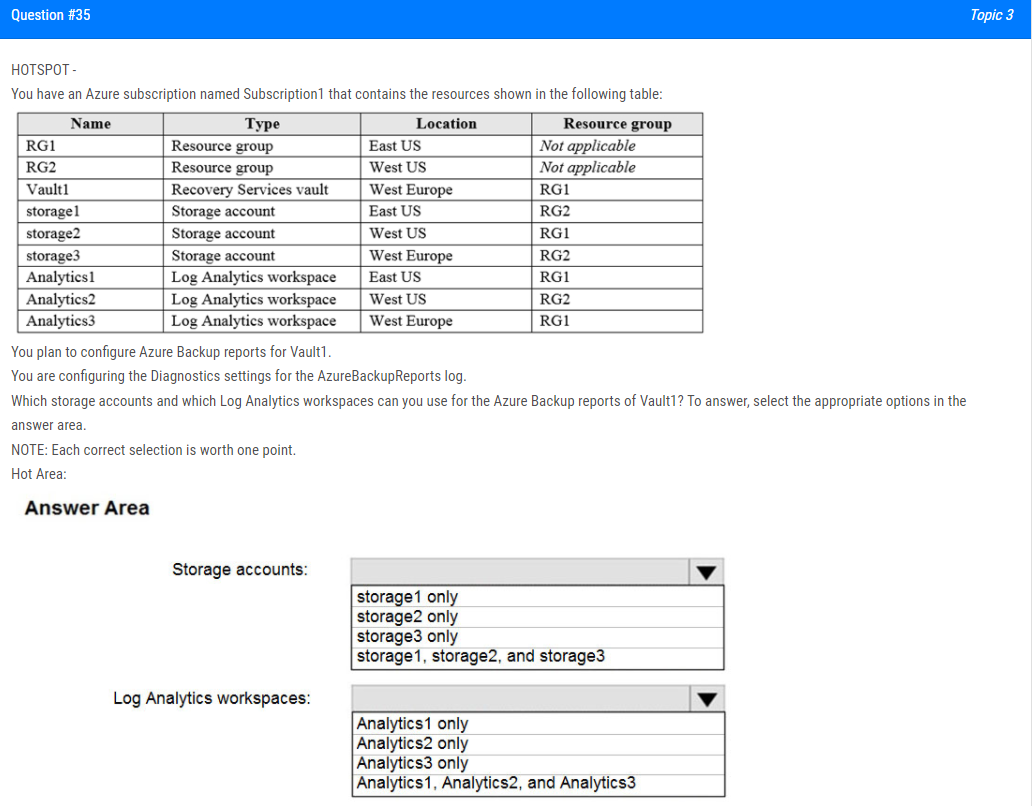 Question #35 Topic 3
HOTSPOT -
You have an Azure subscription named Subscription1 that contains the resources shown in the following table:
Name Type Location Resource group
RG1 Resource group East US Not applicable
RG2 Resource group West US Not applicable
Vault1 Recovery Services vault West Europe RG1
storage1 Storage account East US RG2
storage2 Storage account West US RG1
storage3 Storage account West Europe RG2
Analytics1 Log Analytics workspace East US RG1
Analytics2 Log Analytics workspace West US RG2
Analytics3 Log Analytics workspace West Europe RG1
You plan to configure Azure Backup reports for Vault1.
You are configuring the Diagnostics settings for the AzureBackupReports log.
Which storage accounts and which Log Analytics workspaces can you use for the Azure Backup reports of Vault1? To answer, select the appropriate options in the
answer area.
NOTE: Each correct selection is worth one point.
Hot Area:
Answer Area
Storage accounts:
storage1 only
storage2 only
storage3 only
storage1, storage2, and storage3
Log Analytics workspaces:
Analytics1 only
Analytics2 only
Analytics3 only
Analytics1, Analytics2, and Analytics3